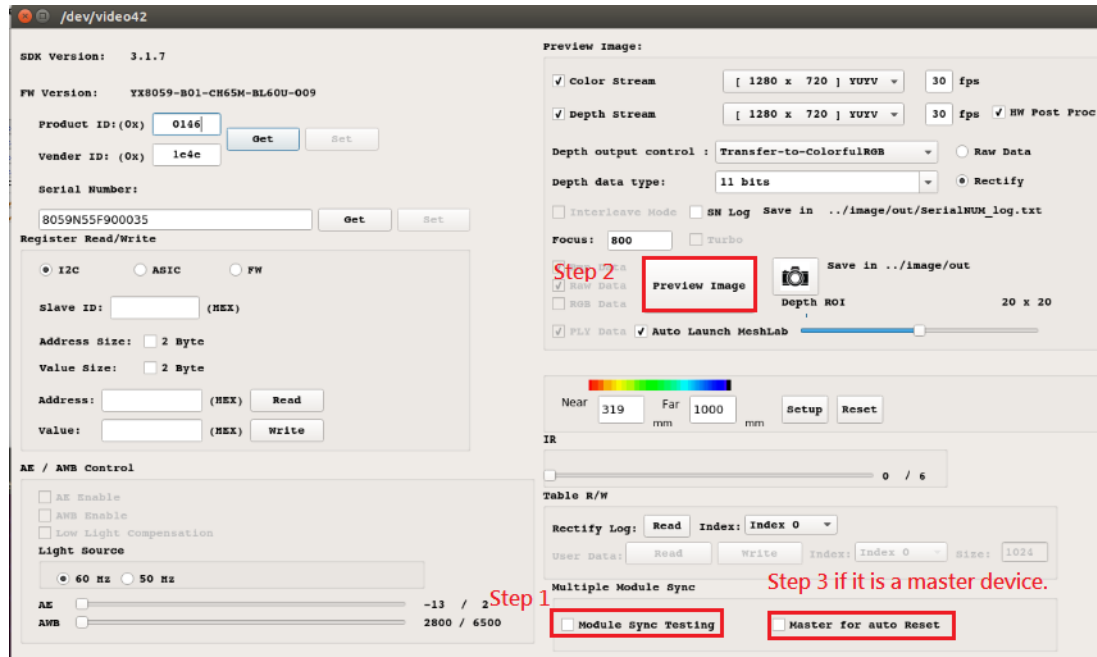 /dev/video42
SDK Version: 3.1.7
FW Version: YX8059-B01-CH65M-BL60U-009
Product ID:(0X) 0146 Get Set
Vender ID: (0X) 1e4e
Serial Number:
8059N55F900035 Get Set
Register Read/Write
I2C ASIC FW
Slave ID: (HEX)
Address Size: 2 Byte
Value Size: 2 Byte
Address: (HEX) Read
Value: (HEX) Write
AE / AWB Control
AE Enable
AWB Enable
Low Light Compensation
Light Source
60 Hz 50 Hz
AE -13 / 2
AWB 2800 / 6500
Preview Image:
Color Stream [ 1280 x 720 ] YUYV 30 fps
Depth Stream [ 1280 x 720 ] YUYV 30 fps HW Post Proc
Depth output control : Transfer-to-ColorfulRGB Raw Data
Depth data type: 11 bits Rectify
Interleave Mode SN Log Save in ../image/out/SerialNUM_log.txt
Focus: 800 Turbo
Step 2 Data
Raw Data Preview Image Save in ../image/out
RGB Data Depth ROI 20 x 20
PLY Data Auto Launch MeshLab
Near 319 mm Far 1000 mm Setup Reset
IR
0 / 6
Table R/W
Rectify Log: Read Index: Index 0
User Data: Read Write Index: Index 0 Size: 1024
Multiple Module Sync
Step 3 if it is a master device.
Step 1
Module Sync Testing Master for auto Reset